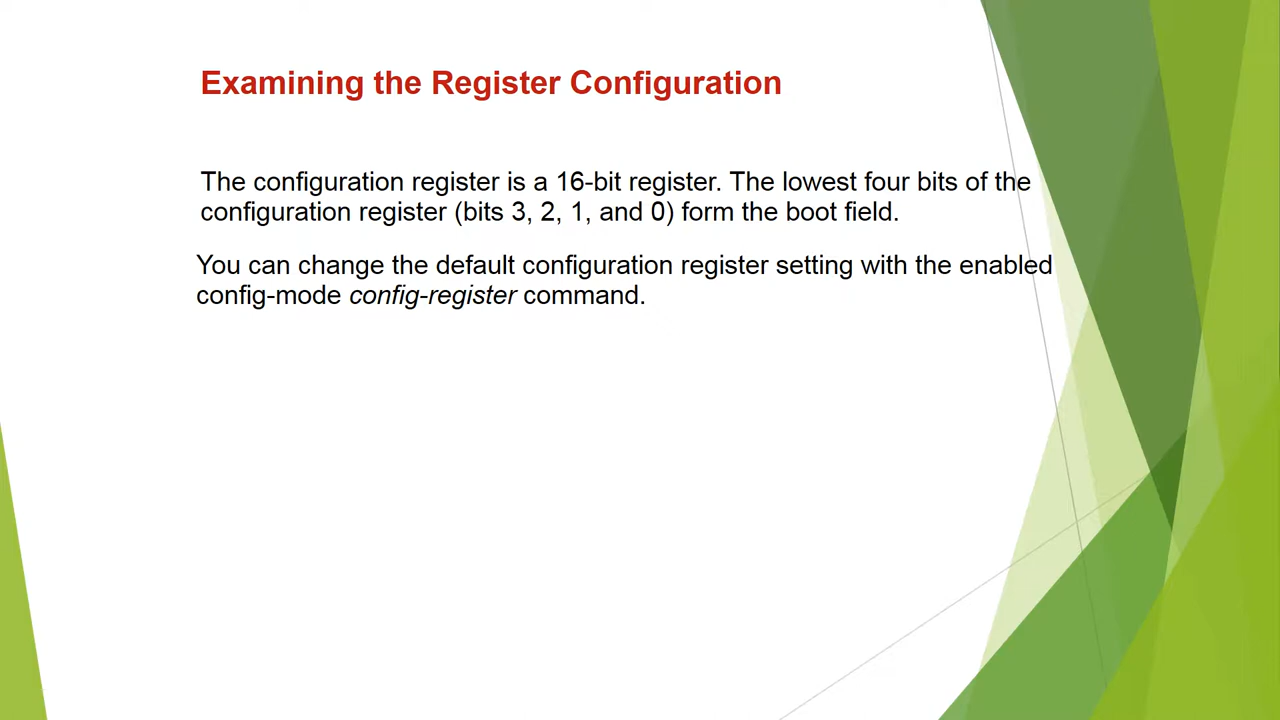 Examining the Register Configuration
The configuration register is a 16-bit register. The lowest four bits of the
configuration register (bits 3, 2, 1, and 0) form the boot field.
You can change the default configuration register setting with the enabled
config-mode config-register command.